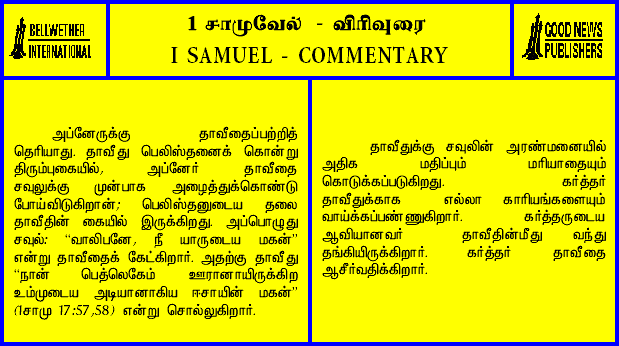 BELLWETHER
INTERNATIONAL
1 சாமுவேல் - விரிவுரை
I SAMUEL - COMMENTARY
GOOD NEWS
PUBLISHERS
அப்னேருக்கு தாவீதைப்பற்றித்
தெரியாது. தாவீது பெலிஸ்தனைக் கொன்று
திரும்புகையில், அப்னேர் தாவீதை
சவுலுக்கு முன்பாக அழைத்துக்கொண்டு
போய்விடுகிறான்; பெலிஸ்தனுடைய தலை
தாவீதின் கையில் இருக்கிறது. அப்பொழுது
சவுல்: “வாலிபனே, நீ யாருடைய மகன்”
என்று தாவீதைக் கேட்கிறார். அதற்கு தாவீது
“நான் பெத்லெகேம் ஊரானாயிருக்கிற
உம்முடைய அடியானாகிய ஈசாயின் மகன்”
(1சாமு 17:57,58) என்று சொல்லுகிறார்.
தாவீதுக்கு சவுலின் அரண்மனையில்
அதிக மதிப்பும் மரியாதையும்
கொடுக்கப்படுகிறது. கர்த்தர்
தாவீதுக்காக எல்லா காரியங்களையும்
வாய்க்கப்பண்ணுகிறார். கர்த்தருடைய
ஆவியானவர் தாவீதின்மீது வந்து
தங்கியிருக்கிறார். கர்த்தர் தாவீதை
ஆசீர்வதிக்கிறார்.